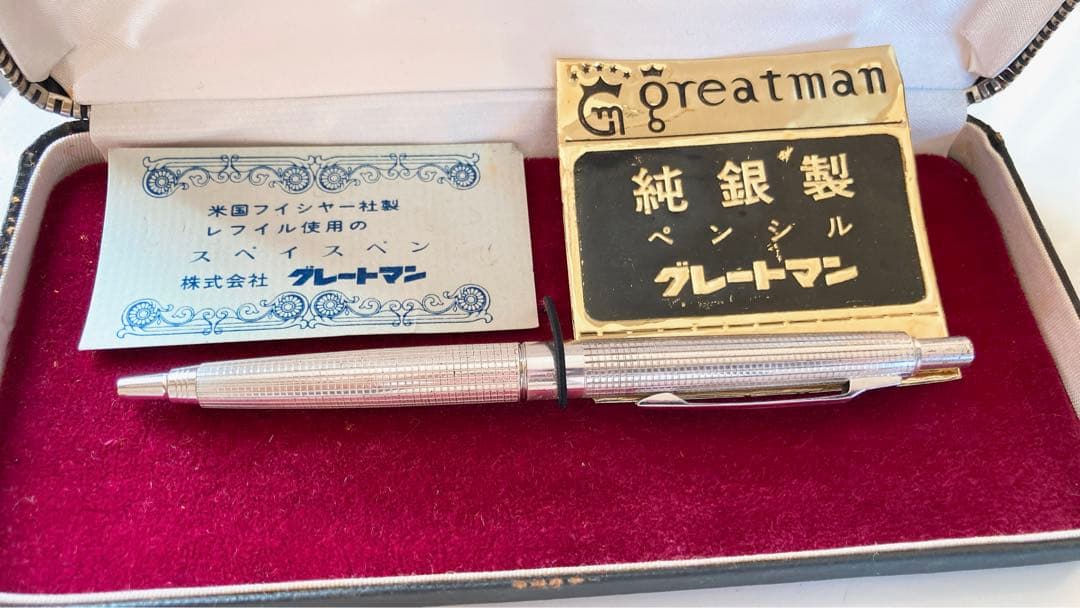 米国フイシヤー社製
レフイル使用の
スペイスペン
株式会社 グレートマン
greatman
純銀製
ペンシル
グレートマン